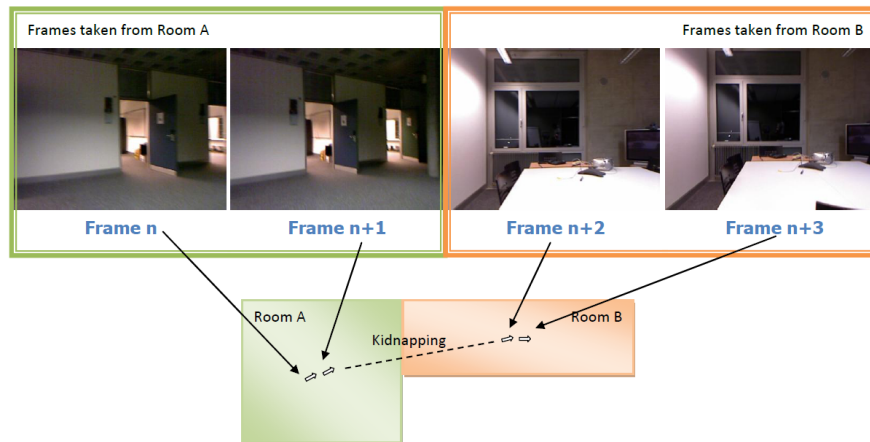 Frames taken from Room A
Frames taken from Room B
Frame n
Frame n+1
Frame n+2
Frame n+3
Room A
Room B
Kidnapping